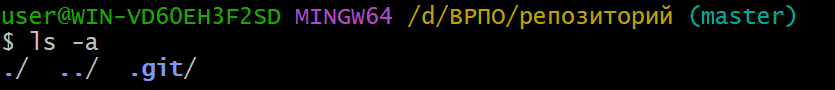 user@WIN-VD6OEH3F2SD MINGW64 /d/ВРПО/репозиторий (master)
$ ls -a
./  ../  .git/